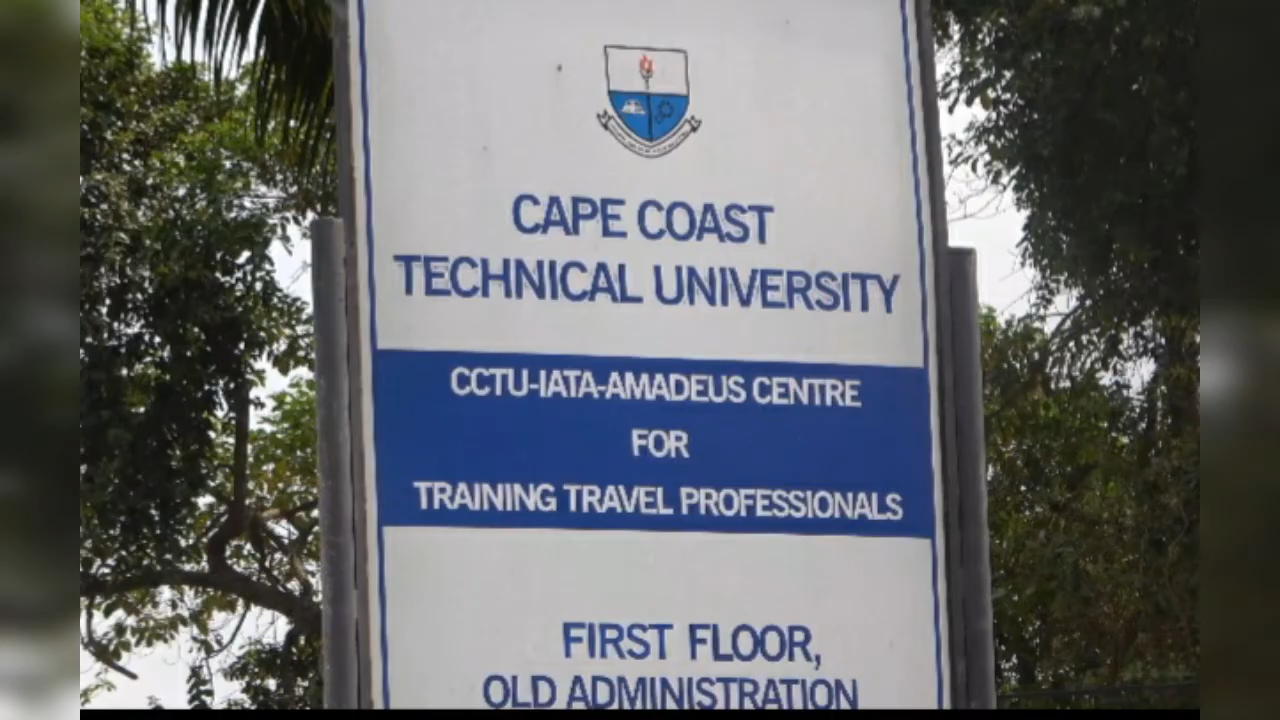 CAPE COAST
TECHNICAL UNIVERSITY
CCTU-IATA-AMADEUS CENTRE
FOR
TRAINING TRAVEL PROFESSIONALS
FIRST FLOOR,
OLD ADMINISTRATION